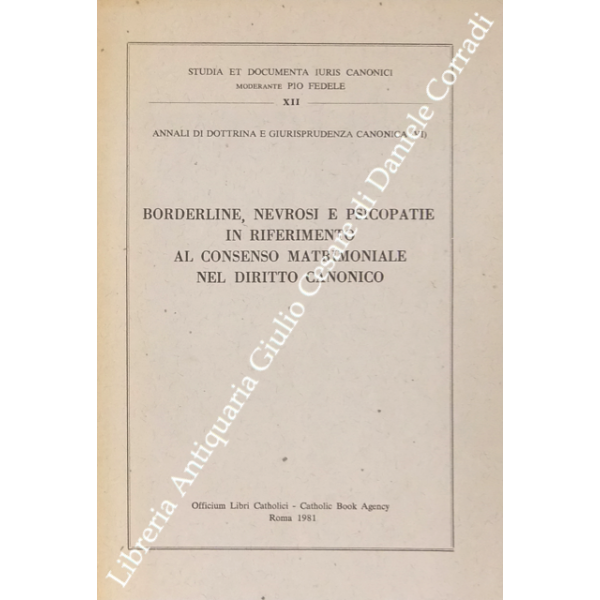 STUDIA ET DOCUMENTA IURIS CANONICI
MODERANTE PIO FEDELE
XII
ANNALI DI DOTTRINA E GIURISPRUDENZA CANONICA (VI)
BORDERLINE, NEVROSI E PSICOPATIE
IN RIFERIMENTO
AL CONSENSO MATRIMONIALE
NEL DIRITTO CANONICO
Officium Libri Catholici - Catholic Book Agency
Roma 1981
Libreria Antiquaria Giulio Cesare di Daniele Corradi